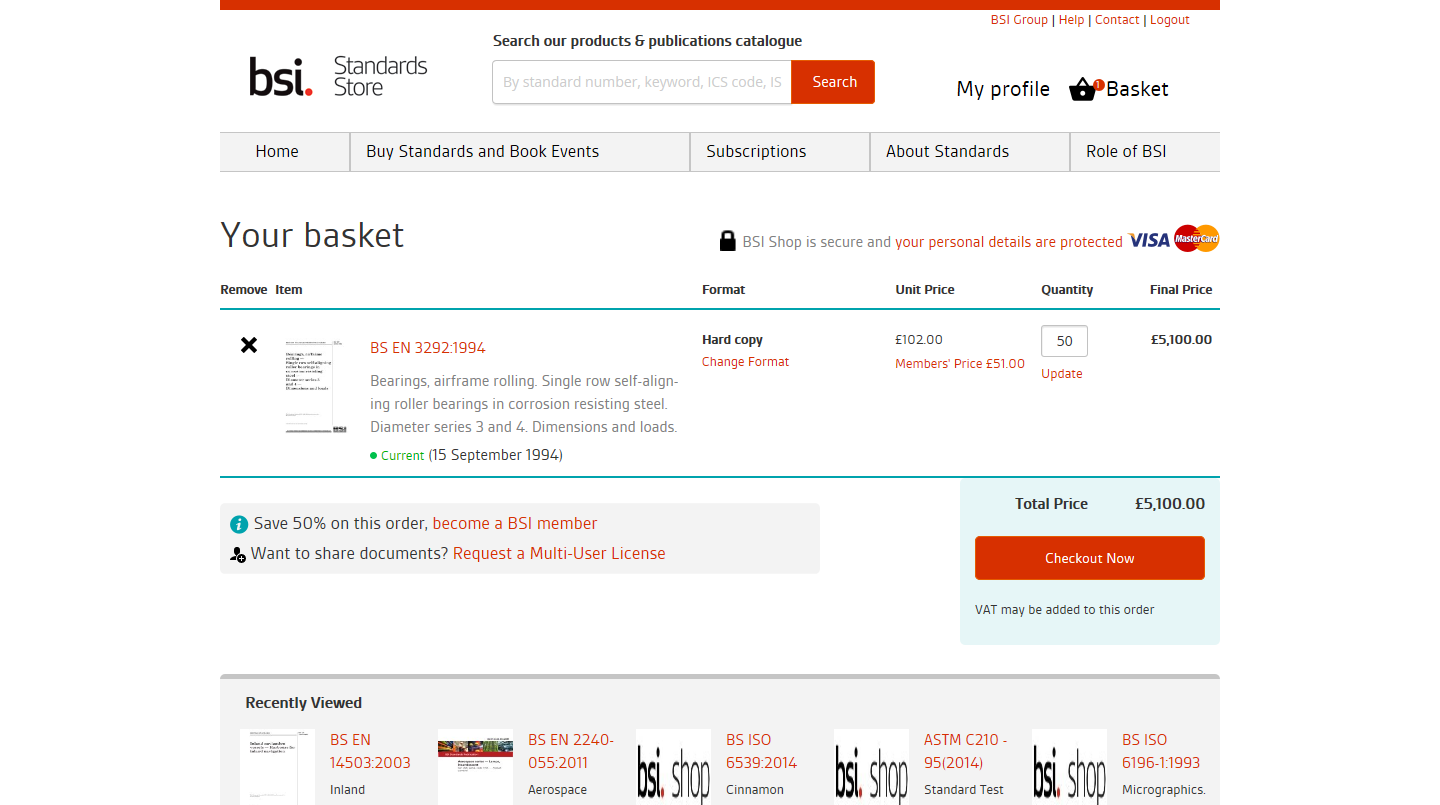 BSI Group | Help | Contact | Logout
Search our products & publications catalogue
bsi. Standards Store
By standard number, keyword, ICS code, IS
Search
My profile
1
Basket
Home
Buy Standards and Book Events
Subscriptions
About Standards
Role of BSI
Your basket
BSI Shop is secure and your personal details are protected
VISA
MasterCard
Remove Item Format Unit Price Quantity Final Price
BS EN 3292:1994
Bearings, airframe rolling. Single row self-align-
ing roller bearings in corrosion resisting steel.
Diameter series 3 and 4. Dimensions and loads.
Current (15 September 1994)
Hard copy
Change Format
£102.00
Members' Price £51.00
50
Update
£5,100.00
Save 50% on this order, become a BSI member
Want to share documents? Request a Multi-User License
Total Price £5,100.00
Checkout Now
VAT may be added to this order
Recently Viewed
BS EN
14503:2003
Inland
BS EN 2240-
055:2011
Aerospace
bsi. shop
BS ISO
6539:2014
Cinnamon
bsi. shop
ASTM C210 -
95(2014)
Standard Test
bsi. shop
BS ISO
6196-1:1993
Micrographics.